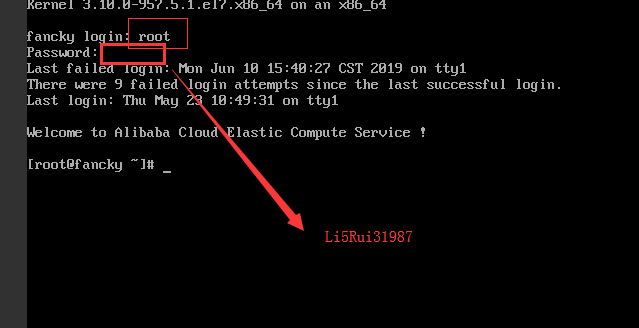 Kernel 3.10.0-957.5.1.el7.x86_64 on an x86_64
fancky login: root
Password:
Last failed login: Mon Jun 10 15:40:27 CST 2019 on tty1
There were 9 failed login attempts since the last successful login.
Last login: Thu May 23 10:49:31 on tty1
Welcome to Alibaba Cloud Elastic Compute Service !
[root@fancky ~]# _
Li5Rui31987